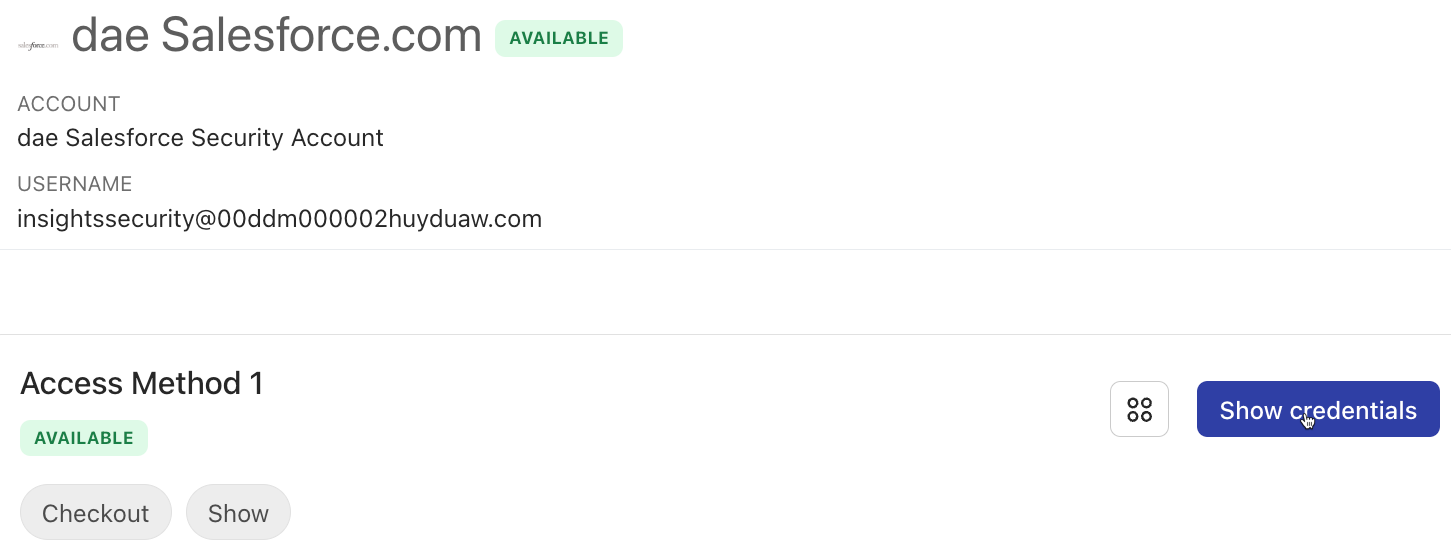 salesforce.com
dae Salesforce.com AVAILABLE
ACCOUNT
dae Salesforce Security Account
USERNAME
insightssecurity@00ddm000002huyduaw.com
Access Method 1
Show credentials
AVAILABLE
Checkout Show